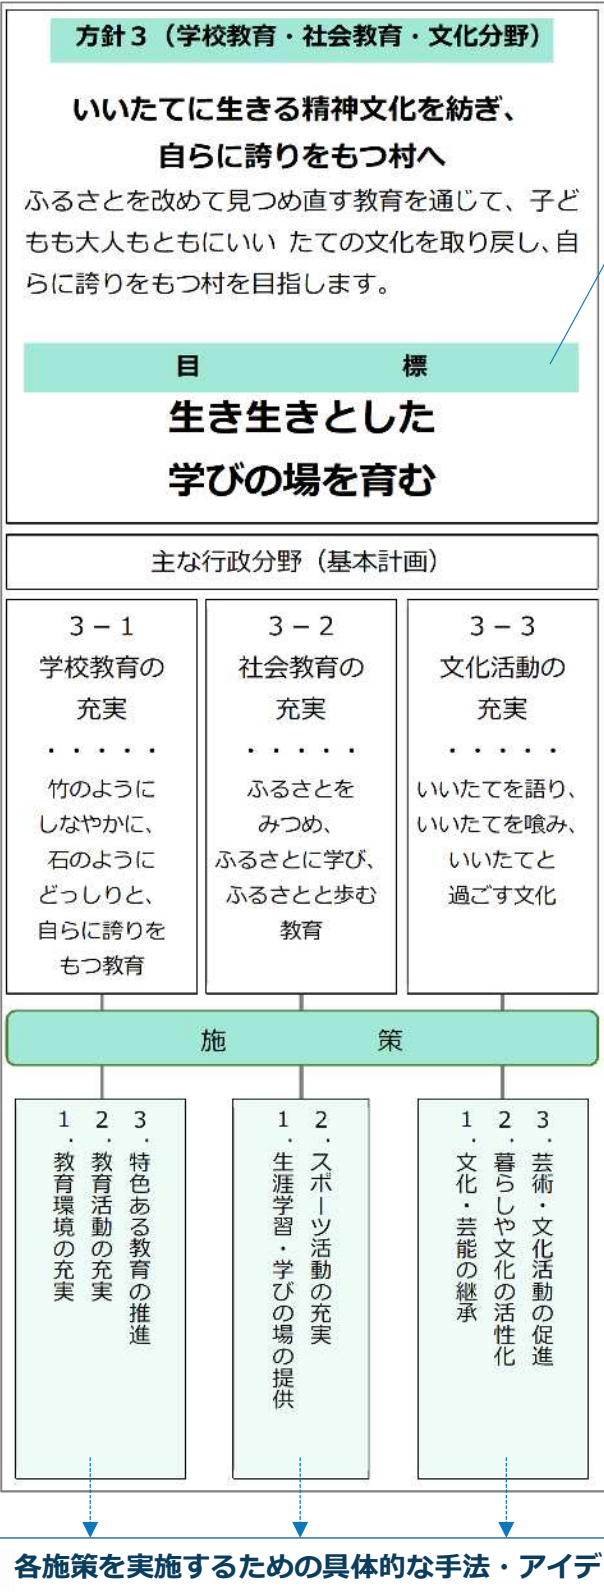 方針３（学校教育・社会教育・文化分野）
いいたてに生きる精神文化を紡ぎ、
自らに誇りをもつ村へ
ふるさとを改めて見つめ直す教育を通じて、子ど
もも大人もともにいい たての文化を取り戻し、自
らに誇りをもつ村を目指します。
目　標
生き生きとした
学びの場を育む
主な行政分野（基本計画）
３－１
学校教育の
充実
・・・・・
竹のように
しなやかに、
石のように
どっしりと、
自らに誇りを
もつ教育
３－２
社会教育の
充実
・・・・・
ふるさとを
みつめ、
ふるさとに学び、
ふるさとと歩む
教育
３－３
文化活動の
充実
・・・・・
いいたてを語り、
いいたてを喰み、
いいたてと
過ごす文化
施　策
1．教育環境の充実
2．教育活動の充実
3．特色ある教育の推進
1．生涯学習・学びの場の提供
2．スポーツ活動の充実
1．文化・芸能の継承
2．暮らしや文化の活性化
3．芸術・文化活動の促進
各施策を実施するための具体的な手法・アイデ